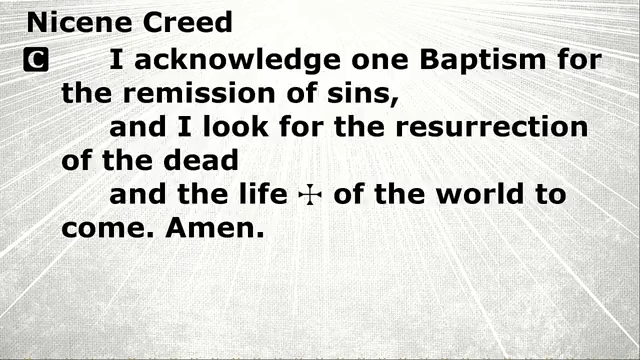 Nicene Creed
C I acknowledge one Baptism for
the remission of sins,
and I look for the resurrection
of the dead
and the life ☩ of the world to
come. Amen.